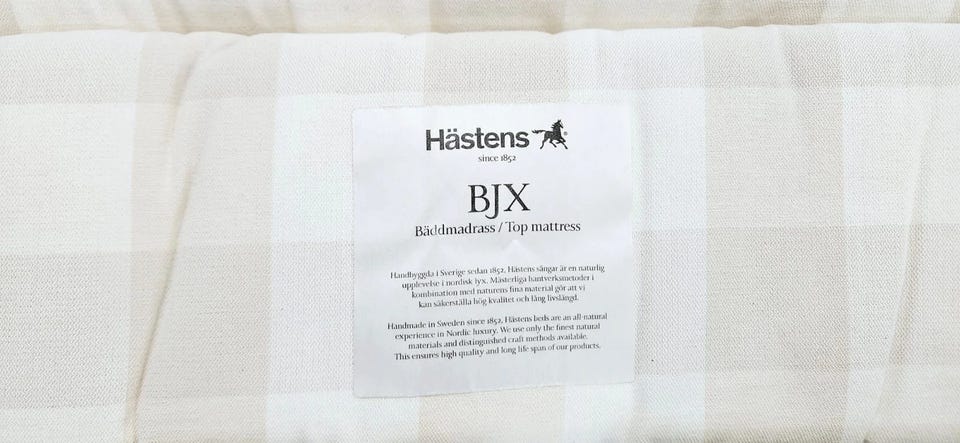 Hästens®
since 1852
BJX
Bäddmadrass / Top mattress
Handbyggda i Sverige sedan 1852, Hästens sängar är en naturlig
upplevelse i nordisk lyx. Mästerliga hantverksmetoder i
kombination med naturens fina material gör att vi
kan säkerställa hög kvalitet och lång livslängd.
Handmade in Sweden since 1852, Hästens beds are an all-natural
experience in Nordic luxury. We use only the finest natural
materials and distinguished craft methods available.
This ensures high quality and long life span of our products.